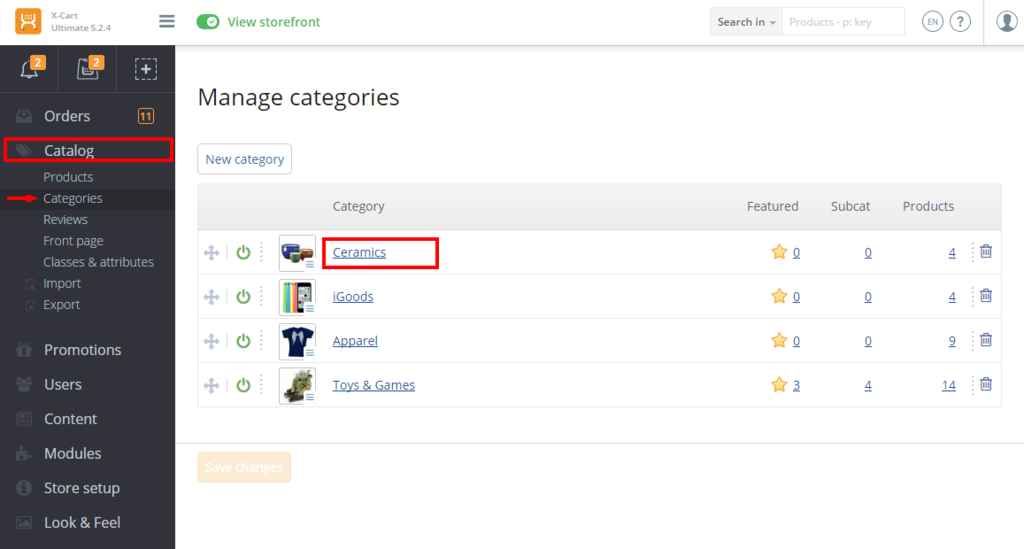 X-Cart
Ultimate 5.2.4
View storefront
Search in
Products - p: key
EN
?
2
2
Orders
11
Catalog
Products
Categories
Reviews
Front page
Classes & attributes
Import
Export
Promotions
Users
Content
Modules
Store setup
Look & Feel
Manage categories
New category
Category Featured Subcat Products
Ceramics 0 0 4
iGoods 0 0 4
Apparel 0 0 9
Toys & Games 3 4 14
Save changes